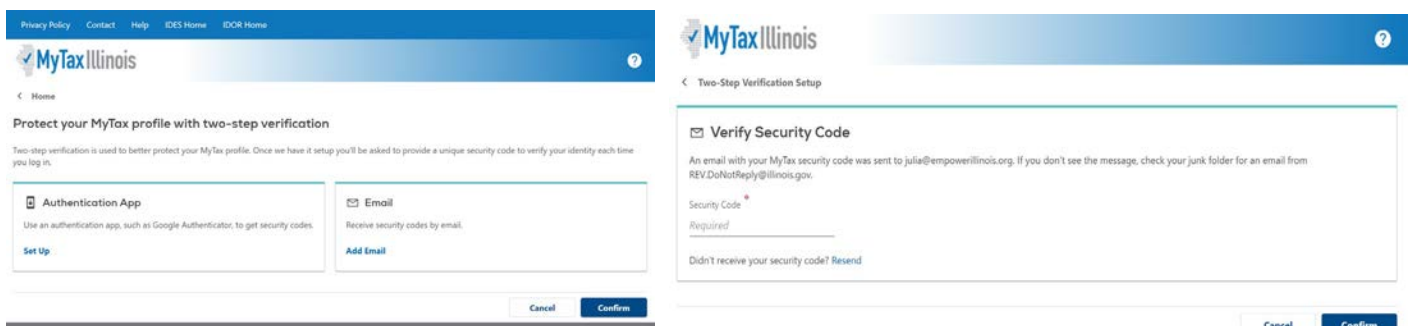 Privacy Policy Contact Help IDES Home IDOR Home
MyTax Illinois
?
< Home
Protect your MyTax profile with two-step verification
Two-step verification is used to better protect your MyTax profile. Once we have it setup you'll be asked to provide a unique security code to verify your identity each time
you log in.
Authentication App
Use an authentication app, such as Google Authenticator, to get security codes.
Set Up
Email
Receive security codes by email.
Add Email
Cancel Confirm
MyTax Illinois
?
< Two-Step Verification Setup
Verify Security Code
An email with your MyTax security code was sent to julia@empowerillinois.org. If you don't see the message, check your junk folder for an email from
REV.DoNotReply@illinois.gov.
Security Code *
Required
Didn't receive your security code? Resend
Cancel Confirm